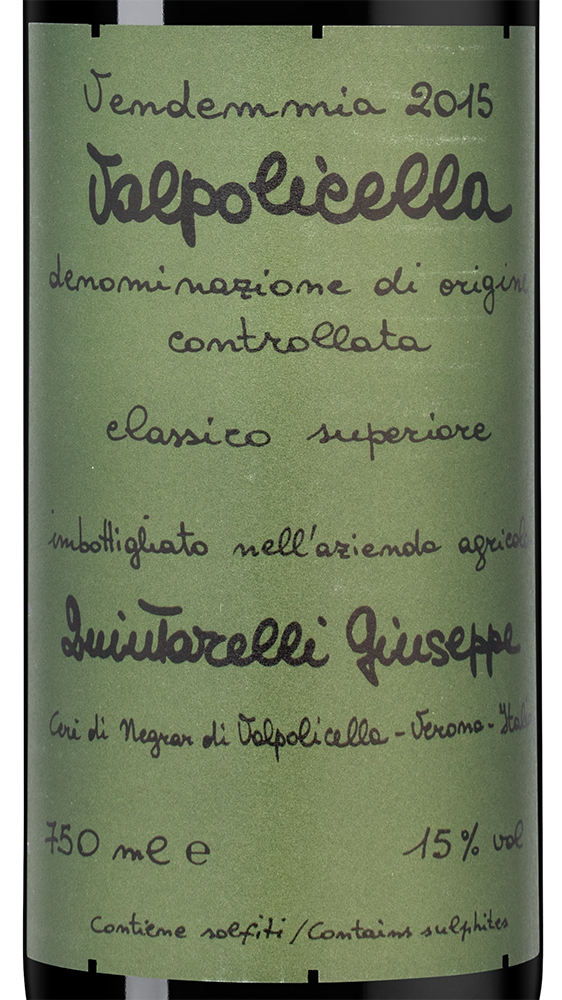 Vendemmia 2015
Valpolicella
denominazione di origine
controllata
classico superiore
imbottigliato nell'azienda agricola
Quintarelli Giuseppe
Cerè di Negrar di Valpolicella - Verona - Italia
750 ml e 15% vol
Contiene solfiti / Contains sulphites